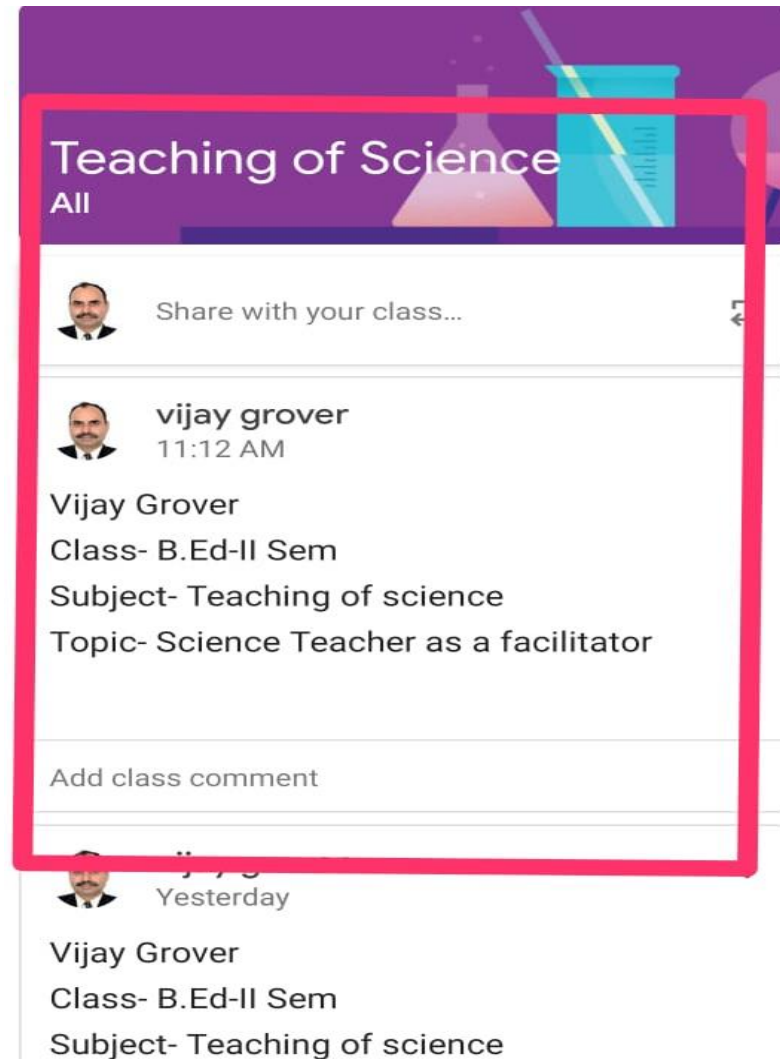 Teaching of Science
All
Share with your class...
vijay grover
11:12 AM
Vijay Grover
Class- B.Ed-II Sem
Subject- Teaching of science
Topic- Science Teacher as a facilitator
Add class comment
Yesterday
Vijay Grover
Class- B.Ed-II Sem
Subject- Teaching of science